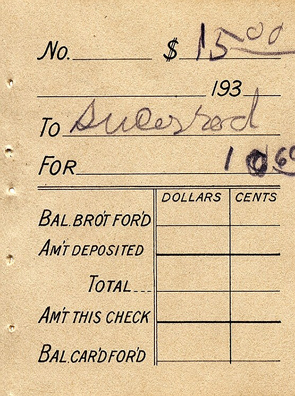 No. $ 15.00
193
To
For 1
DOLLARS CENTS
BAL. BRO'T FOR'D
AM'T DEPOSITED
TOTAL....
AM'T THIS CHECK
BAL. CAR'D FOR'D